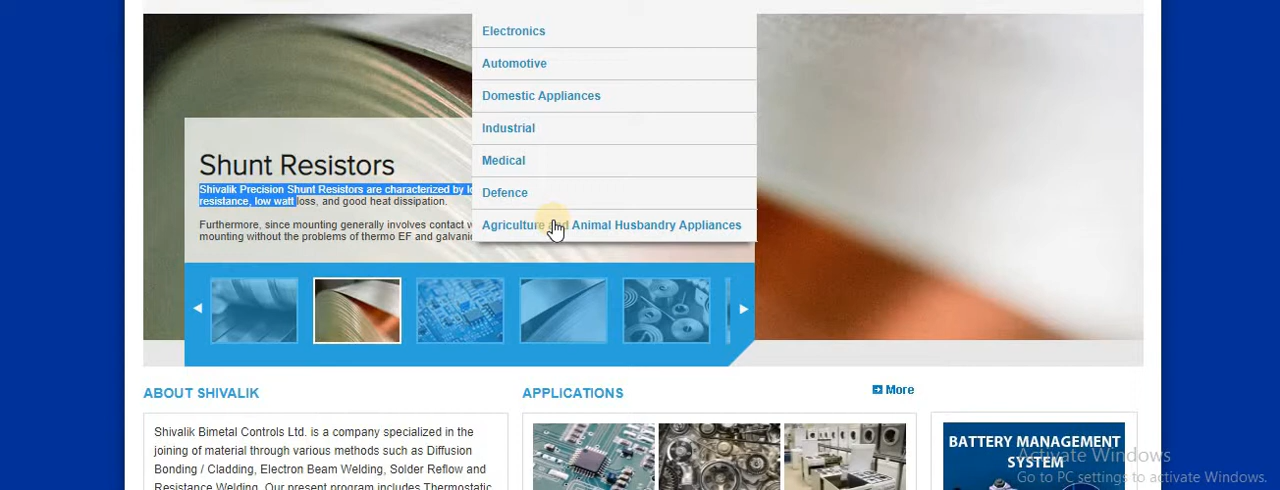 Electronics
Automotive
Domestic Appliances
Industrial
Medical
Defence
Agriculture and Animal Husbandry Appliances
Shunt Resistors
Shivalik Precision Shunt Resistors are characterized by lo
resistance, low watt loss, and good heat dissipation.
Furthermore, since mounting generally involves contact w
mounting without the problems of thermo EF and galvanic
ABOUT SHIVALIK
Shivalik Bimetal Controls Ltd. is a company specialized in the
joining of material through various methods such as Diffusion
Bonding / Cladding, Electron Beam Welding, Solder Reflow and
Resistance Welding. Our present program includes Thermostatic
APPLICATIONS
More
BATTERY MANAGEMENT
SYSTEM
Activate Windows
Go to PC settings to activate Windows.